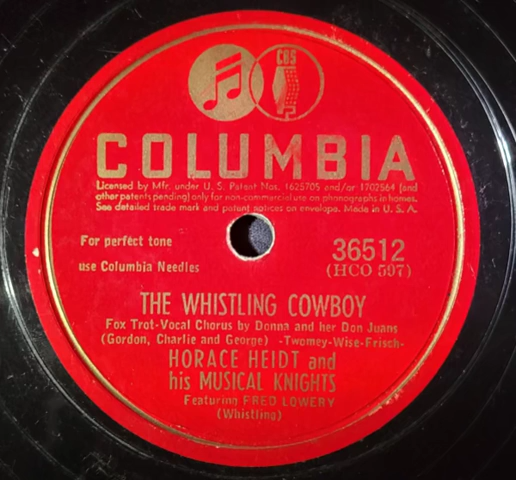 CBS
COLUMBIA
Licensed by Mfr. under U. S. Patent Nos. 1625705 and/or 1702564 (and
other patents pending) only for non-commercial use on phonographs in homes.
See detailed trade mark and patent notices on envelope. Made in U. S. A.
For perfect tone
use Columbia Needles
36512
(HCO 597)
THE WHISTLING COWBOY
Fox Trot-Vocal Chorus by Donna and her Don Juans
(Gordon, Charlie and George) -Twomey-Wise-Frisch-
HORACE HEIDT and
his MUSICAL KNIGHTS
Featuring FRED LOWERY
(Whistling)